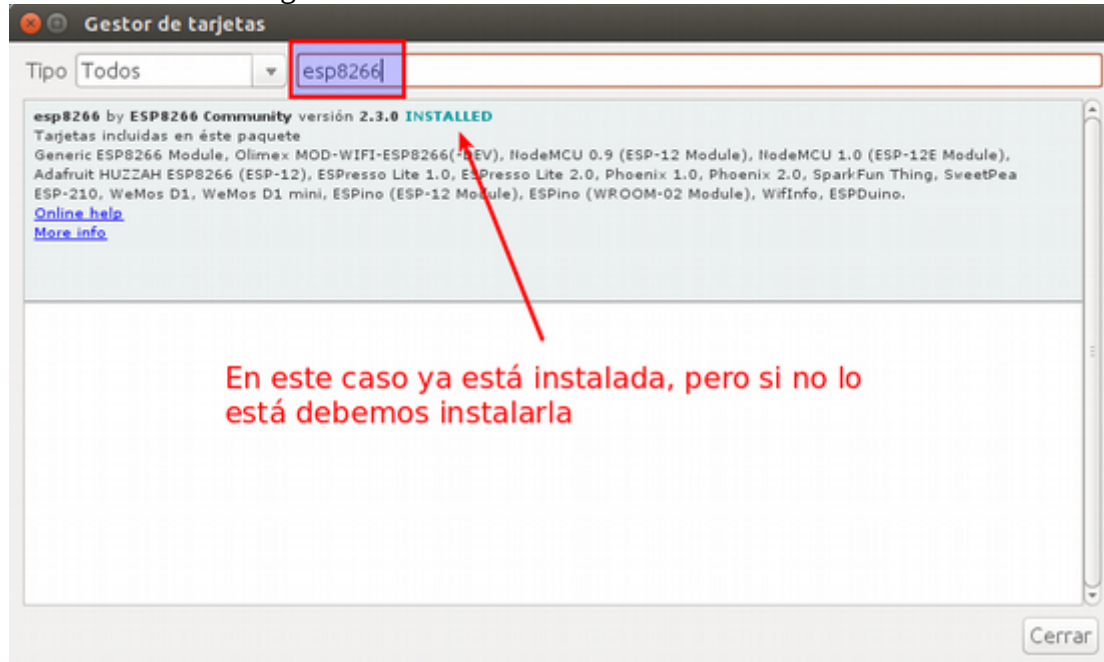 Gestor de tarjetas
Tipo Todos esp8266
esp8266 by ESP8266 Community versión 2.3.0 INSTALLED
Tarjetas incluidas en éste paquete
Generic ESP8266 Module, Olimex MOD-WIFI-ESP8266(-DEV), NodeMCU 0.9 (ESP-12 Module), NodeMCU 1.0 (ESP-12E Module),
Adafruit HUZZAH ESP8266 (ESP-12), ESPresso Lite 1.0, ESPresso Lite 2.0, Phoenix 1.0, Phoenix 2.0, SparkFun Thing, SweetPea
ESP-210, WeMos D1, WeMos D1 mini, ESPino (ESP-12 Module), ESPino (WROOM-02 Module), WifInfo, ESPDuino.
Online help
More info
En este caso ya está instalada, pero si no lo
está debemos instalarla
Cerrar